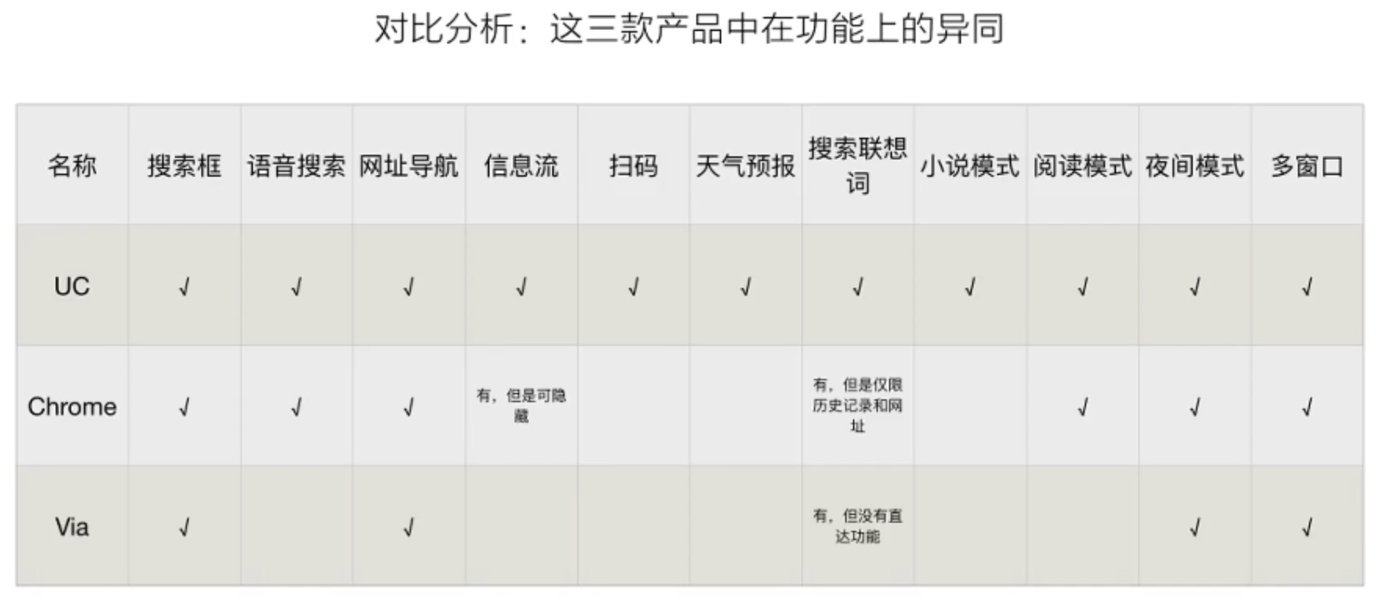 对比分析：这三款产品中在功能上的异同
名称 搜索框 语音搜索 网址导航 信息流 扫码 天气预报 搜索联想词 小说模式 阅读模式 夜间模式 多窗口
UC √ √ √ √ √ √ √ √ √ √ √
Chrome √ √ √ 有，但是可隐藏 有，但是仅限历史记录和网址 √ √ √
Via √ √ 有，但没有直达功能 √ √